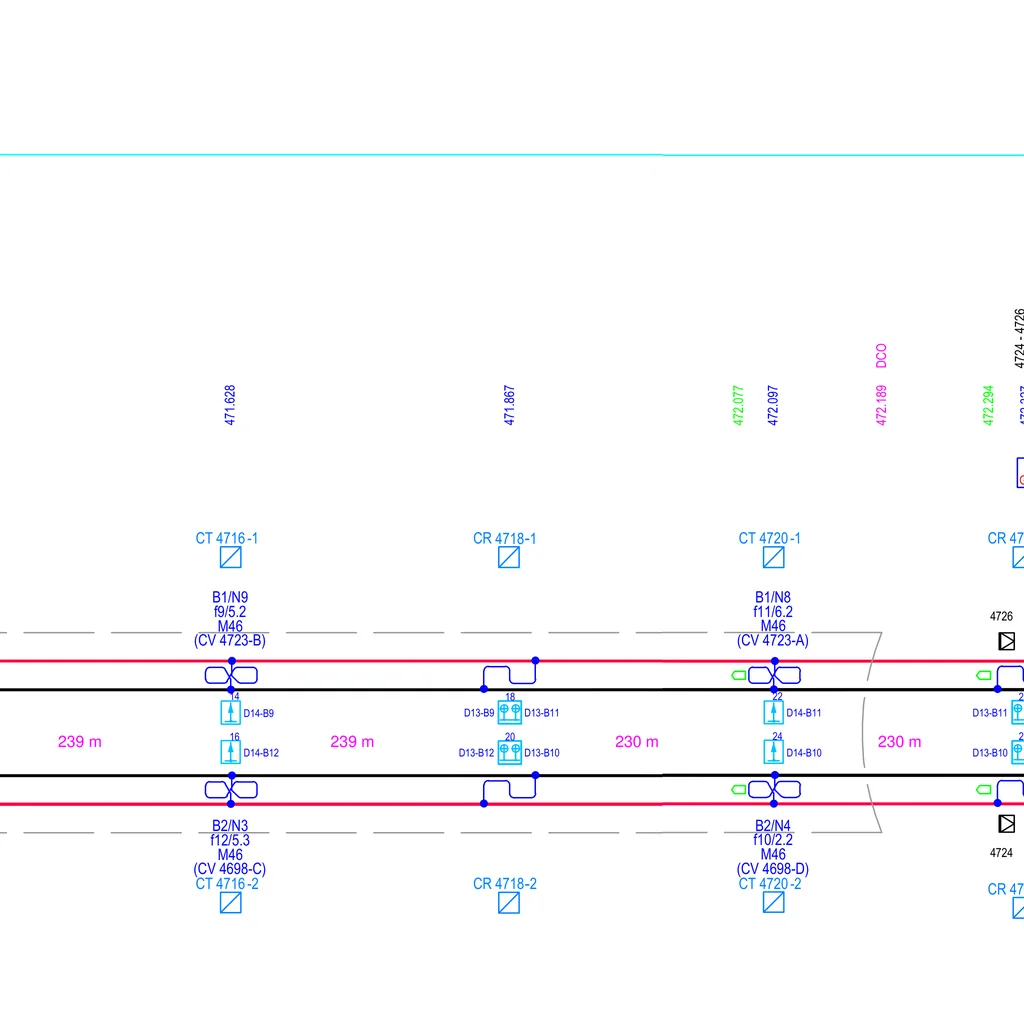 4724 - 4726
DCO
471.628
471.867
472.077
472.097
472.189
472.294
CT 4716-1
CR 4718-1
CT 4720-1
CR 47
B1/N9
f9/5.2
M46
(CV 4723-B)
B1/N8
f11/6.2
M46
(CV 4723-A)
4726
14
D14-B9
18
D13-B9
D13-B11
22
D14-B11
D13-B11
239 m
239 m
230 m
230 m
16
D14-B12
20
D13-B12
D13-B10
24
D14-B10
D13-B10
B2/N3
f12/5.3
M46
(CV 4698-C)
B2/N4
f10/2.2
M46
(CV 4698-D)
4724
CT 4716-2
CR 4718-2
CT 4720-2
CR 47